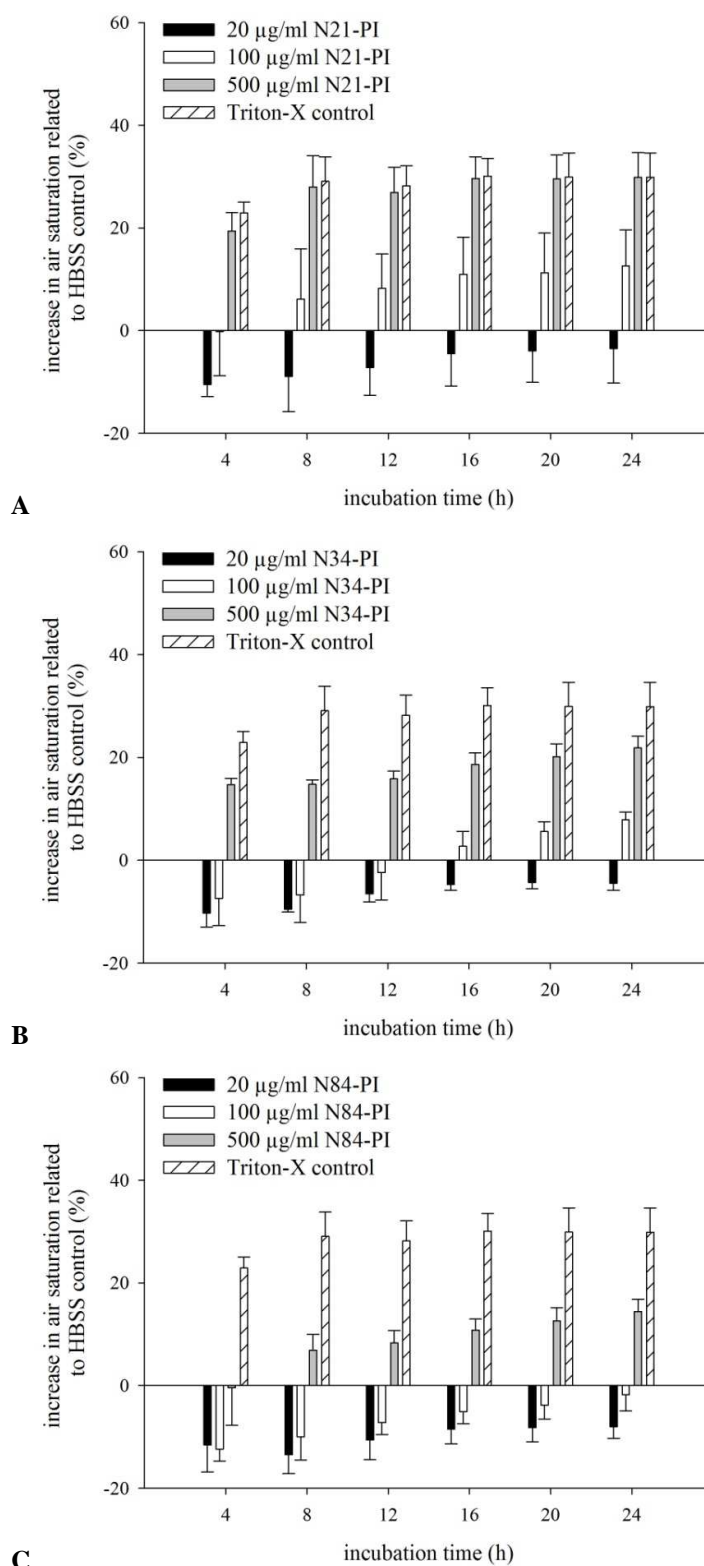 60
40
20
0
-20
20 µg/ml N21-PI
100 µg/ml N21-PI
500 µg/ml N21-PI
Triton-X control
increase in air saturation related
to HBSS control (%)
4 8 12 16 20 24
incubation time (h)
A
60
40
20
0
-20
20 µg/ml N34-PI
100 µg/ml N34-PI
500 µg/ml N34-PI
Triton-X control
increase in air saturation related
to HBSS control (%)
4 8 12 16 20 24
incubation time (h)
B
60
40
20
0
-20
20 µg/ml N84-PI
100 µg/ml N84-PI
500 µg/ml N84-PI
Triton-X control
increase in air saturation related
to HBSS control (%)
4 8 12 16 20 24
incubation time (h)
C